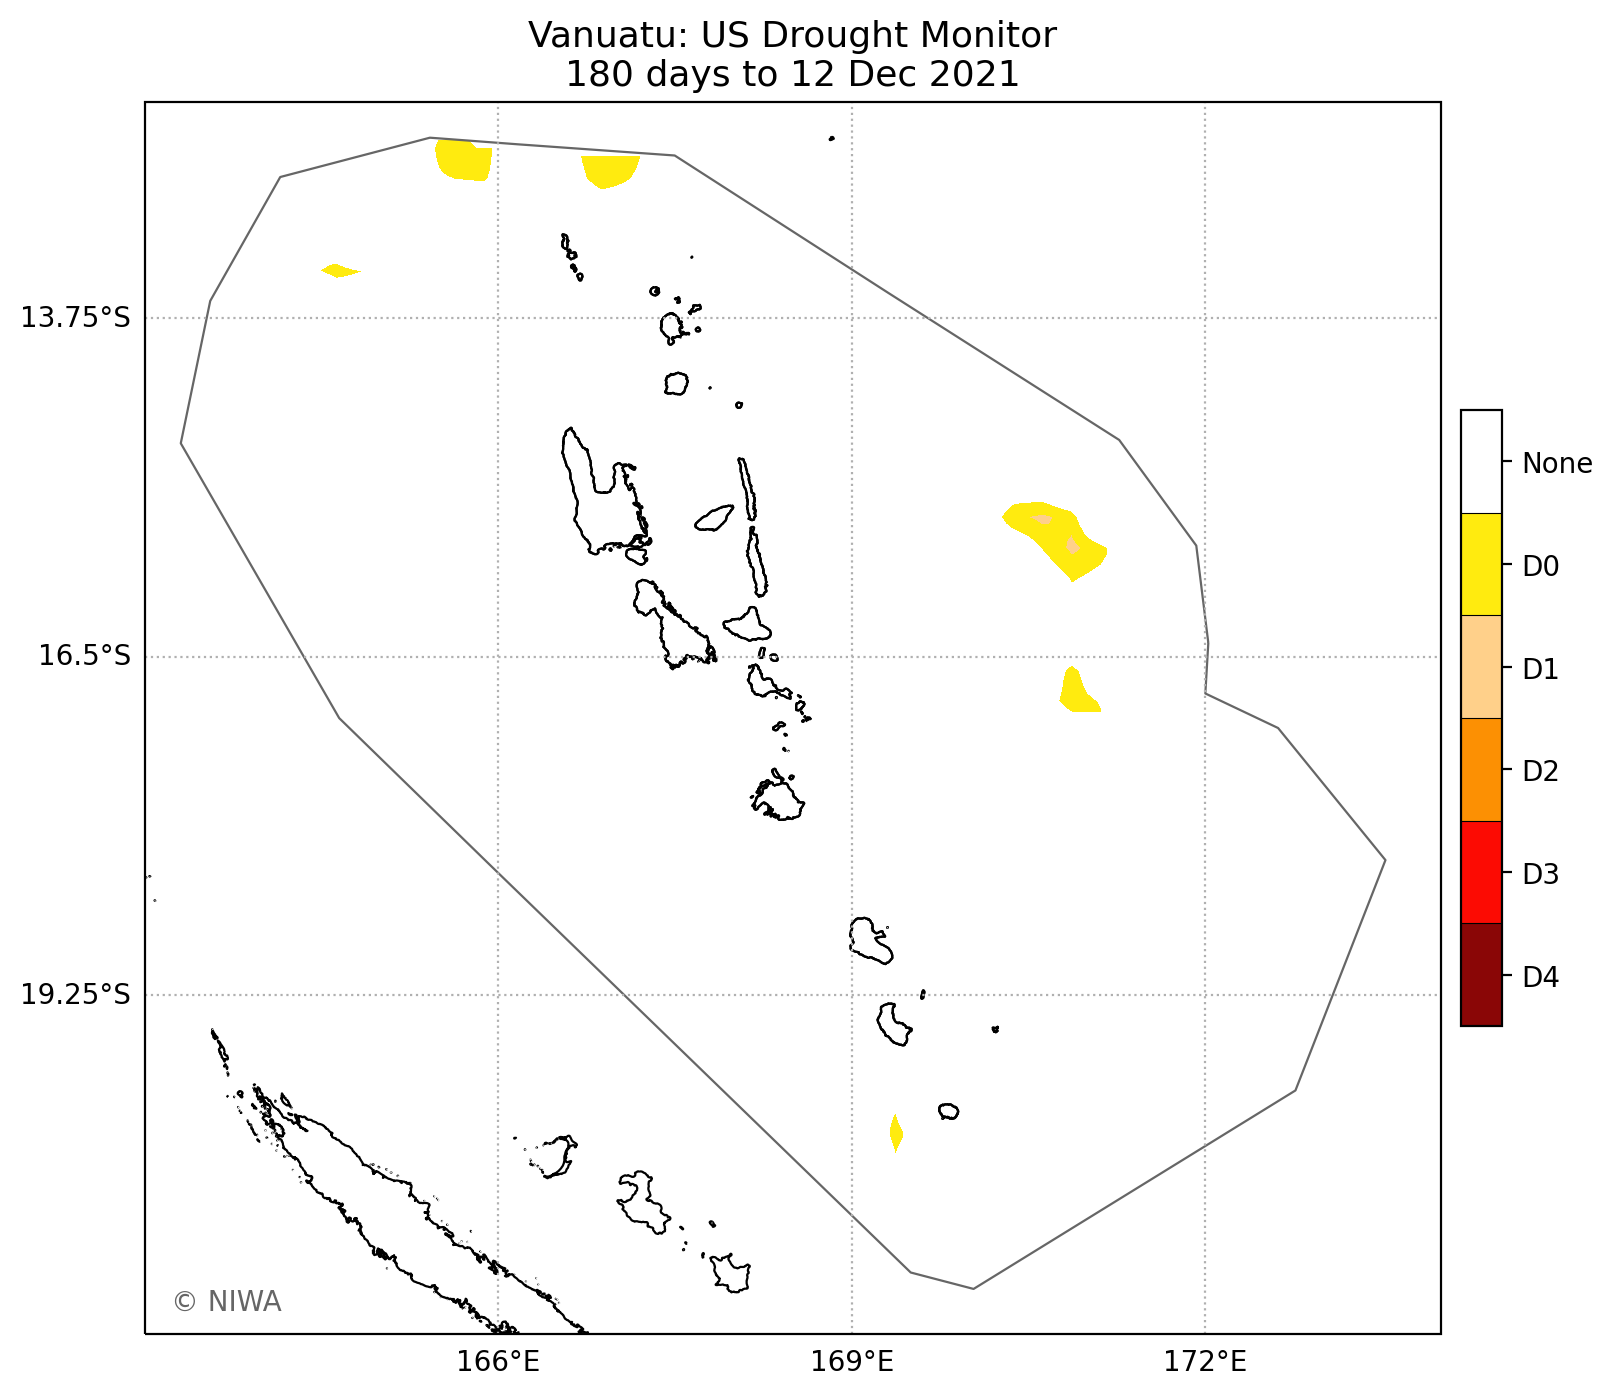 Vanuatu: US Drought Monitor
180 days to 12 Dec 2021
13.75°S
16.5°S
19.25°S
166°E
169°E
172°E
None
D0
D1
D2
D3
D4
© NIWA